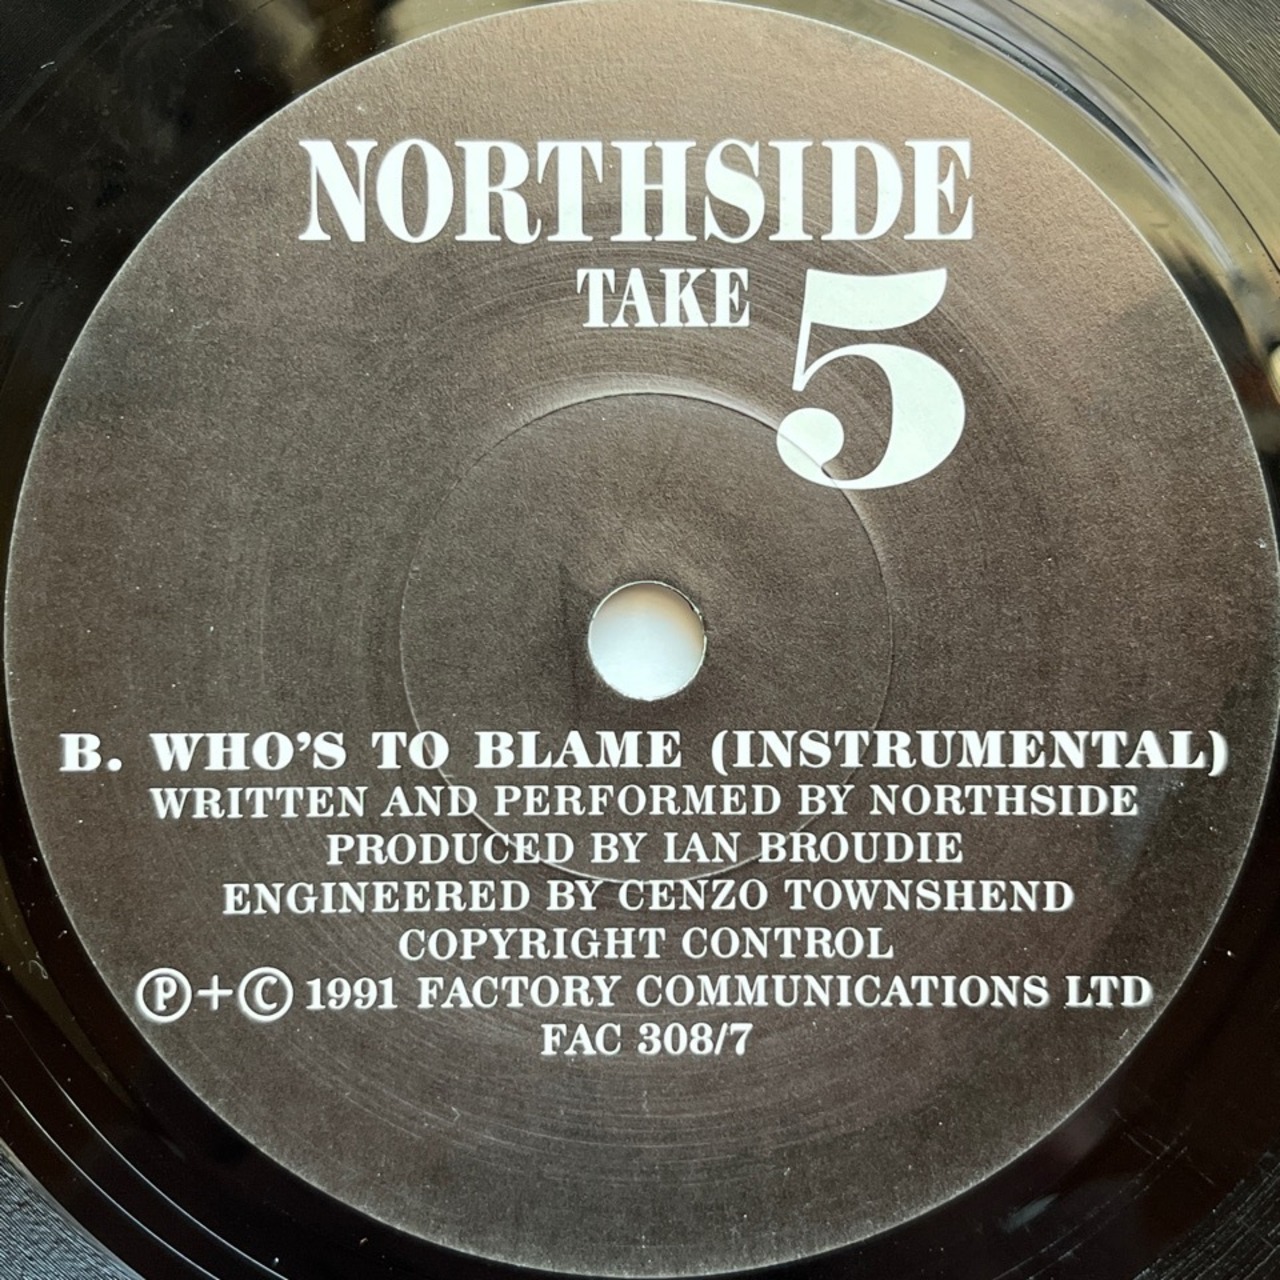 NORTHSIDE
TAKE 5
B. WHO'S TO BLAME (INSTRUMENTAL)
WRITTEN AND PERFORMED BY NORTHSIDE
PRODUCED BY IAN BROUDIE
ENGINEERED BY CENZO TOWNSHEND
COPYRIGHT CONTROL
Ⓟ+© 1991 FACTORY COMMUNICATIONS LTD
FAC 308/7